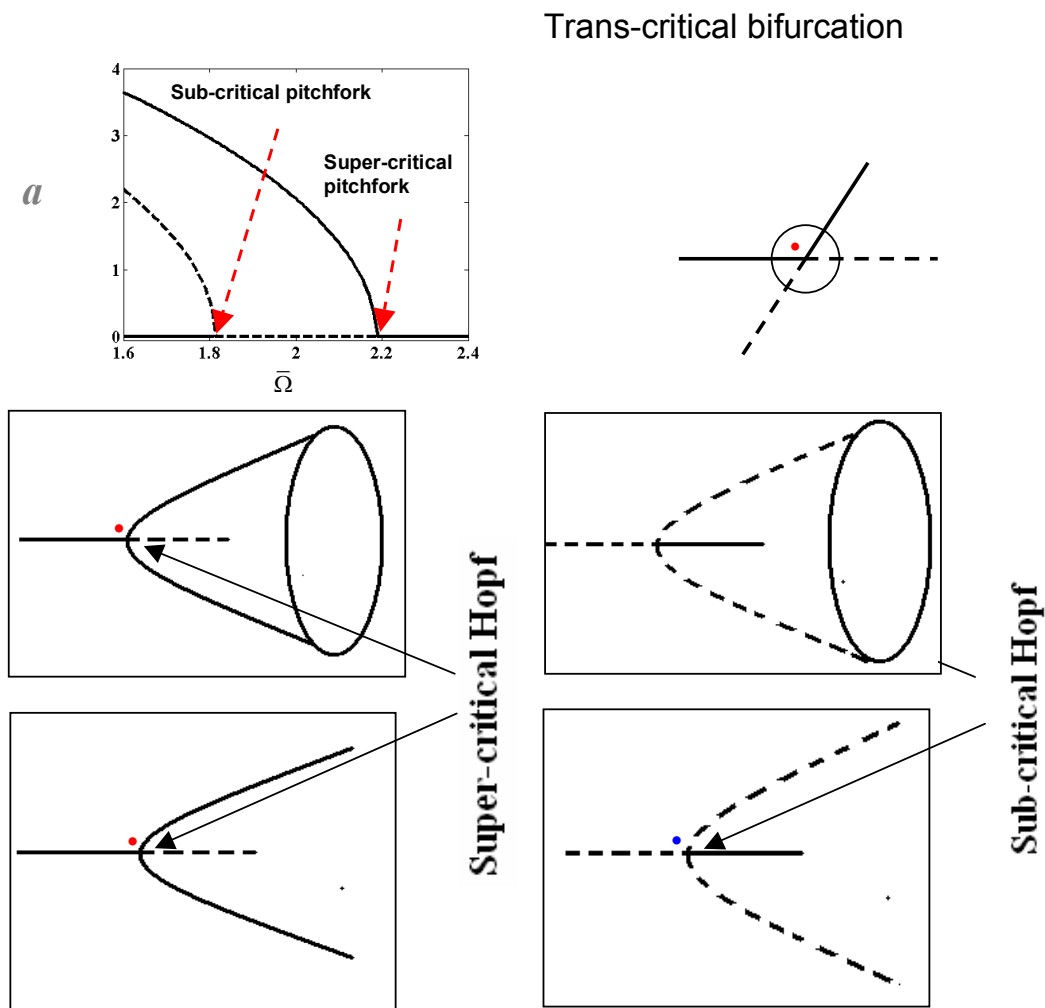 Trans-critical bifurcation
4
Sub-critical pitchfork
3
Super-critical
pitchfork
a
2
1
0
1.6
1.8
2
2.2
2.4
Ω̅
Super-critical Hopf
Sub-critical Hopf